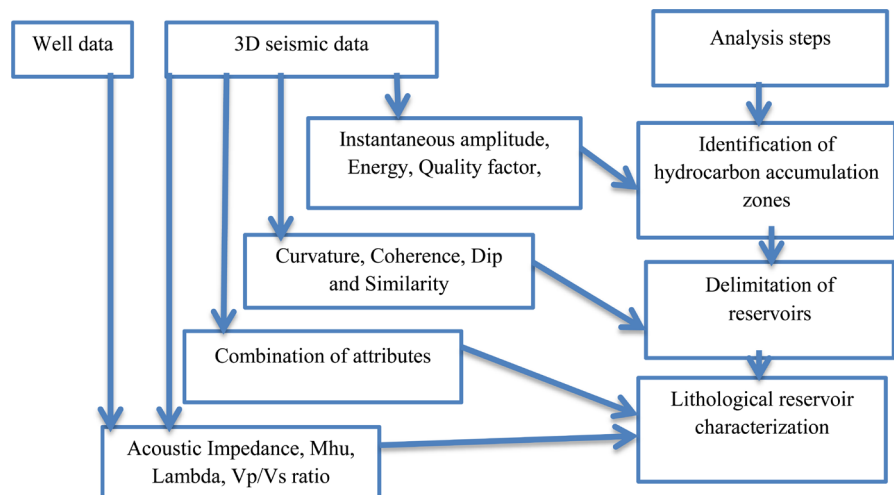 Well data
3D seismic data
Analysis steps
Instantaneous amplitude,
Energy, Quality factor,
Identification of
hydrocarbon accumulation
zones
Curvature, Coherence, Dip
and Similarity
Delimitation of
reservoirs
Combination of attributes
Lithological reservoir
characterization
Acoustic Impedance, Mhu,
Lambda, Vp/Vs ratio